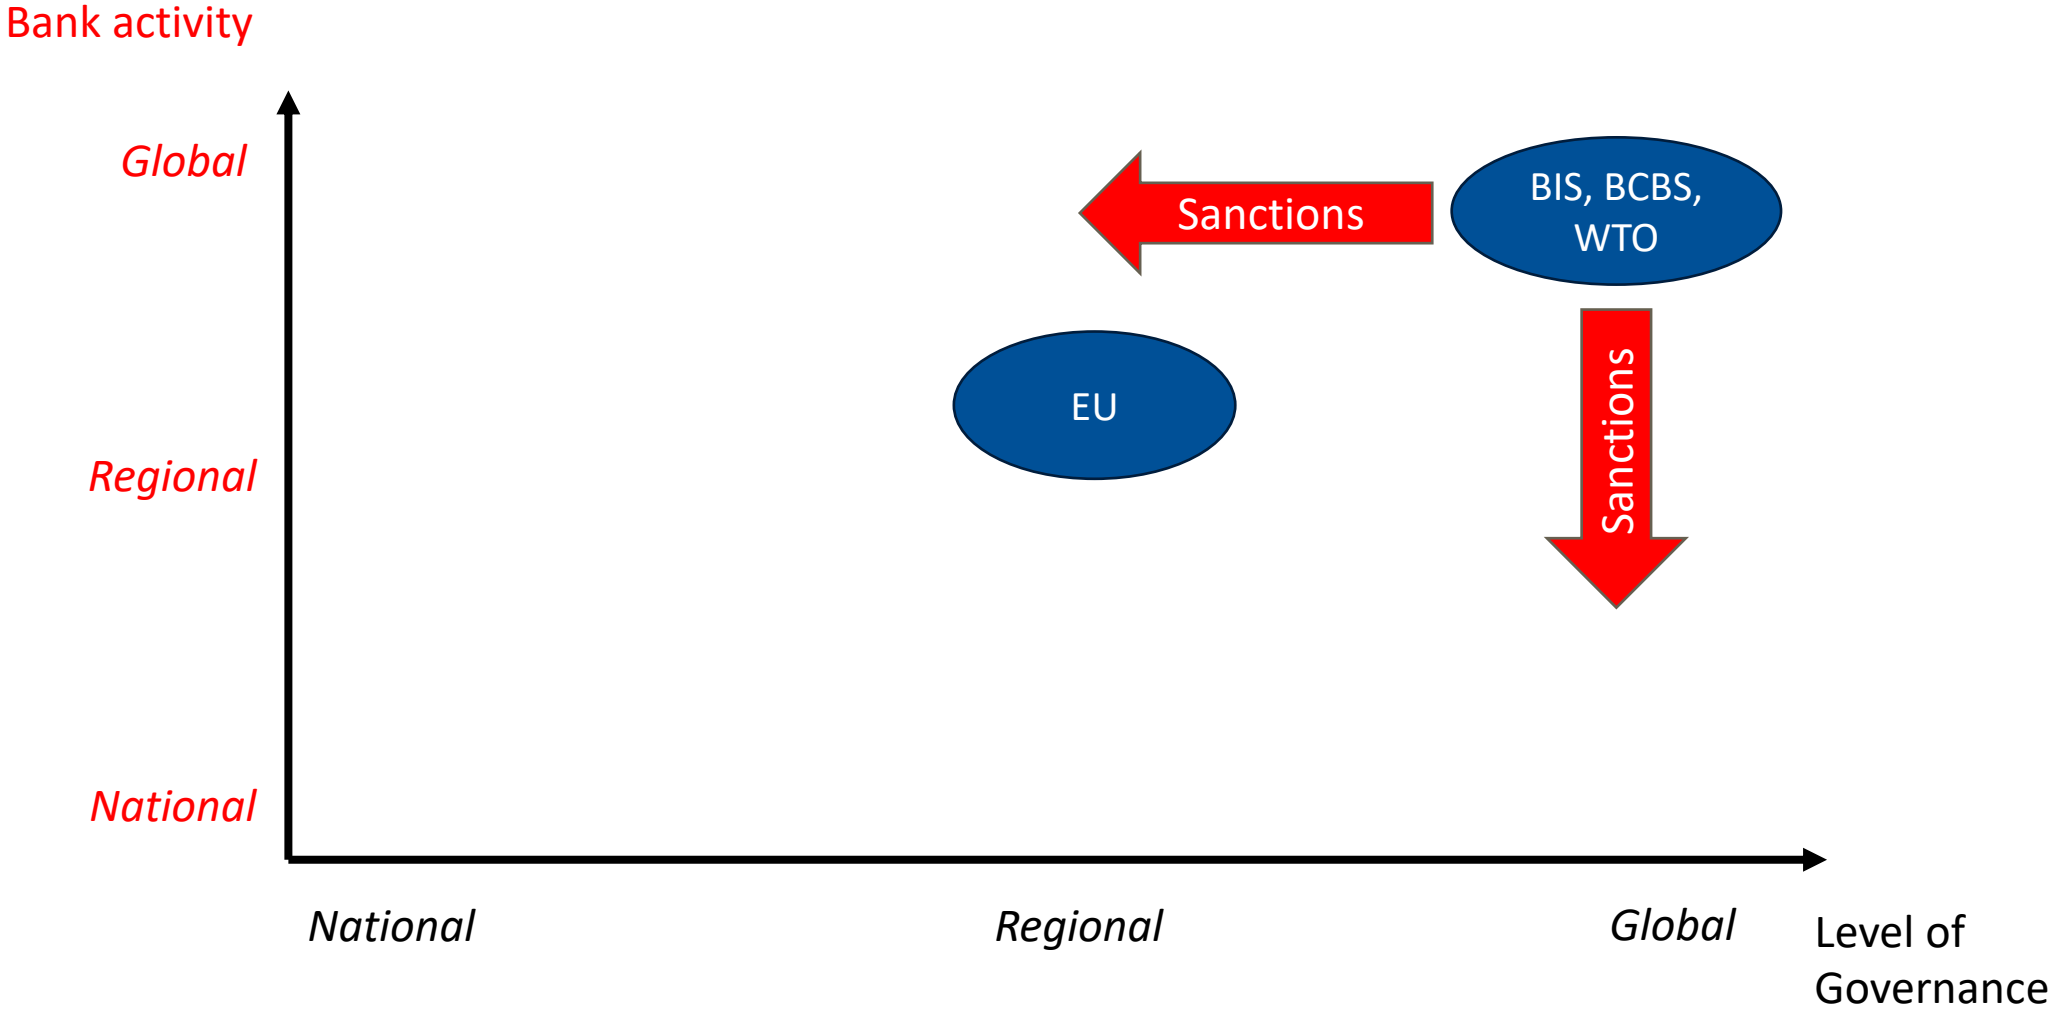 Bank activity
Global
Sanctions
BIS, BCBS,
WTO
EU
Sanctions
Regional
National
National
Regional
Global
Level of
Governance